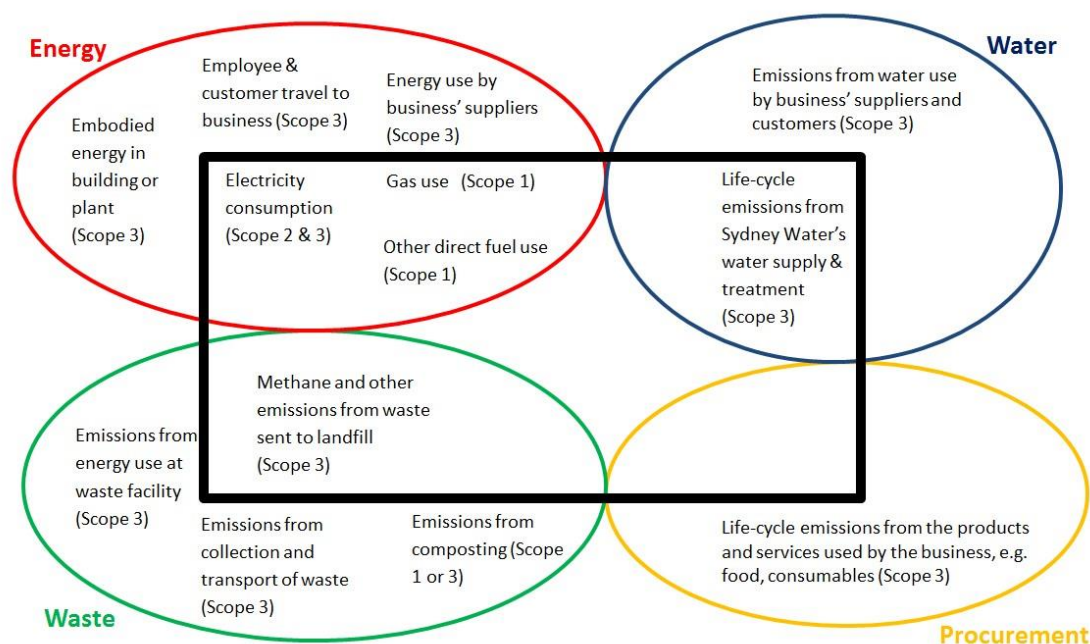 Energy
Employee &
customer travel to
business (Scope 3)
Energy use by
business’ suppliers
(Scope 3)
Embodied
energy in
building or
plant
(Scope 3)
Electricity
consumption
(Scope 2 & 3)
Gas use (Scope 1)
Other direct fuel use
(Scope 1)
Water
Emissions from water use
by business’ suppliers and
customers (Scope 3)
Life-cycle
emissions from
Sydney Water’s
water supply &
treatment
(Scope 3)
Methane and other
emissions from waste
sent to landfill
(Scope 3)
Emissions from
energy use at
waste facility
(Scope 3)
Emissions from
collection and
transport of waste
(Scope 3)
Emissions from
composting (Scope
1 or 3)
Waste
Life-cycle emissions from the products
and services used by the business, e.g.
food, consumables (Scope 3)
Procurement